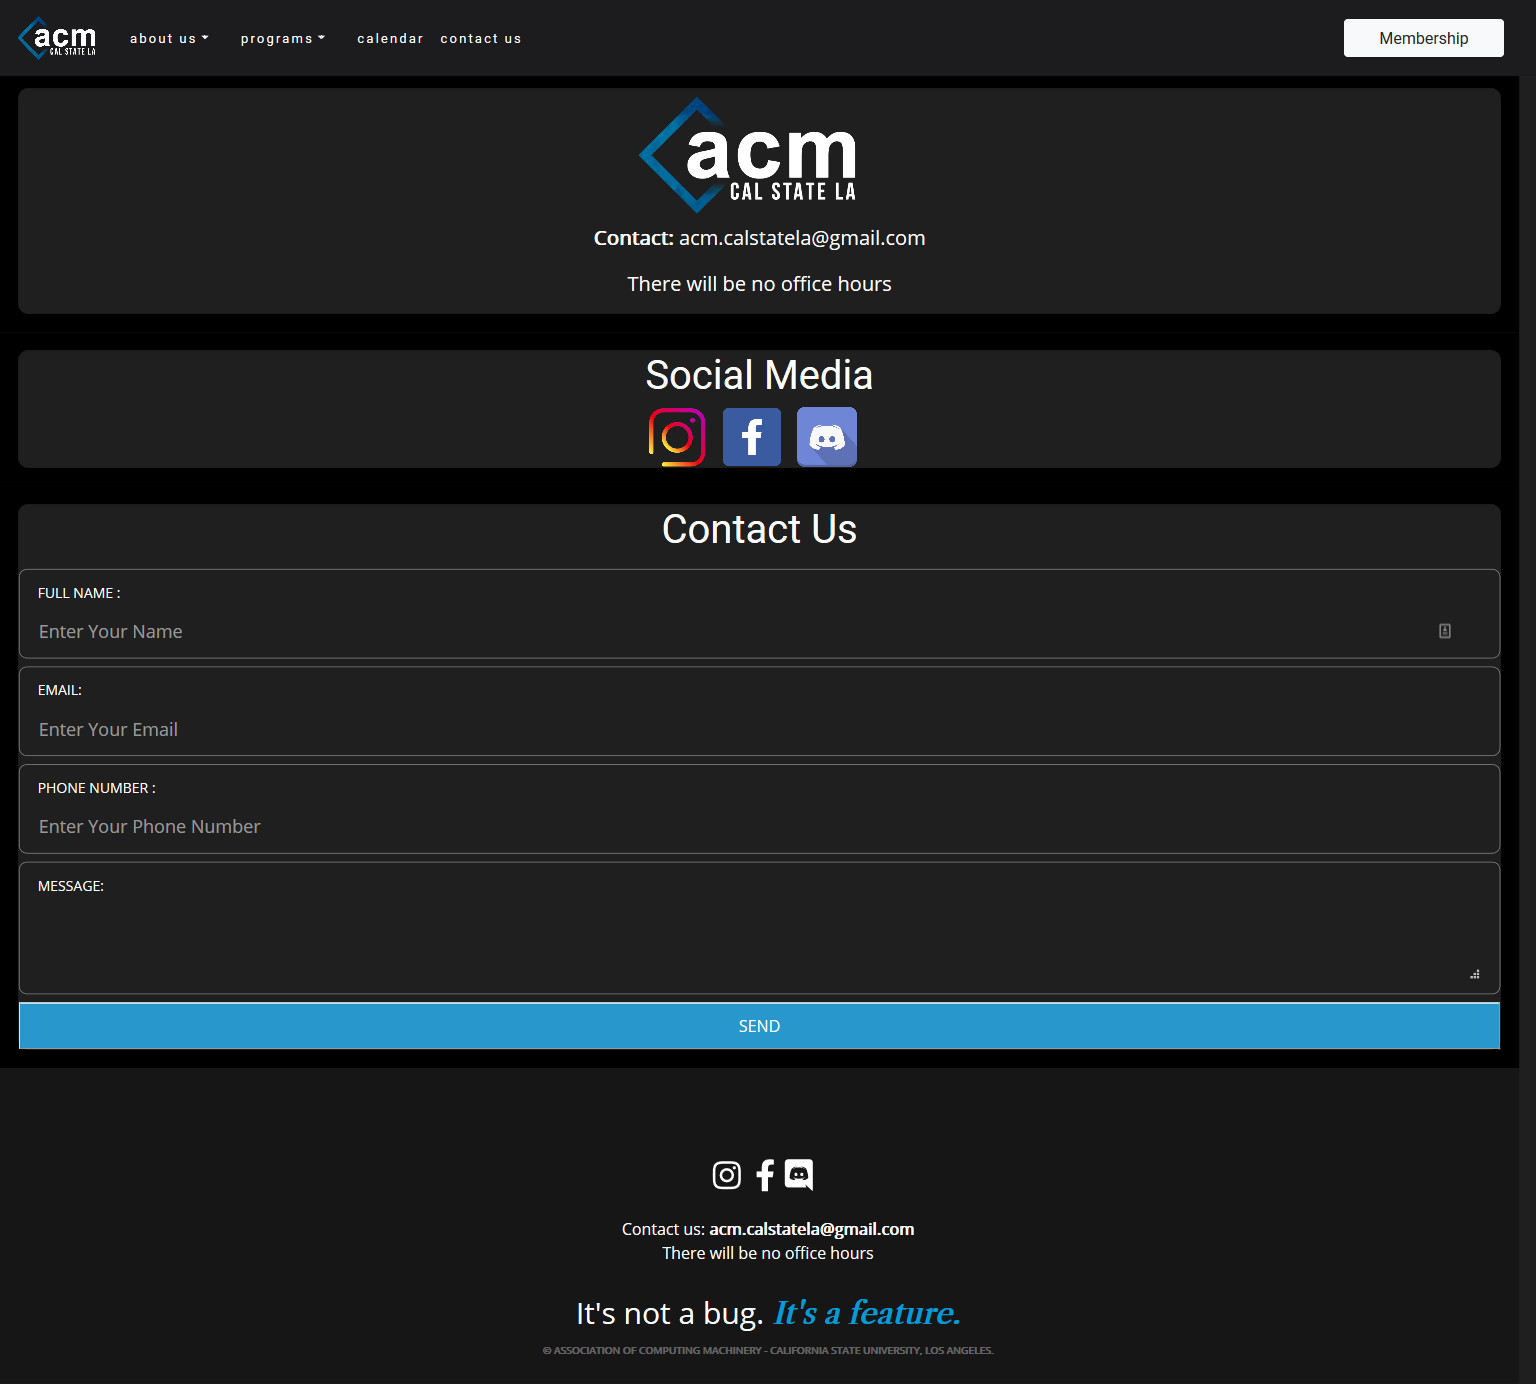 acm
CAL STATE LA
about us
programs
calendar
contact us
Membership
acm
CAL STATE LA
Contact: acm.calstatela@gmail.com
There will be no office hours
Social Media
Contact Us
FULL NAME :
Enter Your Name
EMAIL:
Enter Your Email
PHONE NUMBER :
Enter Your Phone Number
MESSAGE:
SEND
Contact us: acm.calstatela@gmail.com
There will be no office hours
It's not a bug. It's a feature.
© ASSOCIATION OF COMPUTING MACHINERY - CALIFORNIA STATE UNIVERSITY, LOS ANGELES.